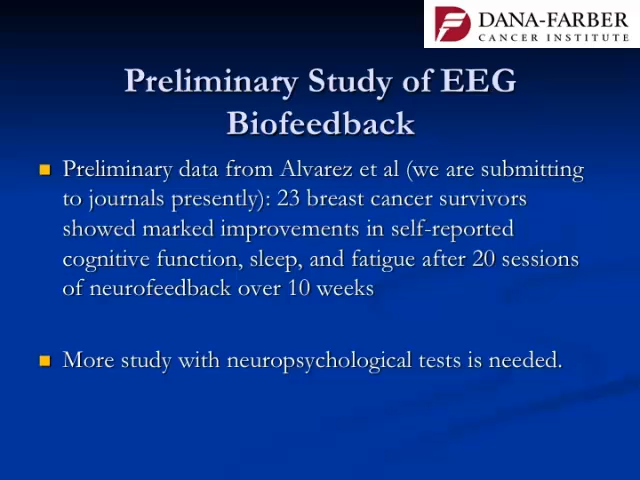 DANA-FARBER
CANCER INSTITUTE
Preliminary Study of EEG
Biofeedback
Preliminary data from Alvarez et al (we are submitting
to journals presently): 23 breast cancer survivors
showed marked improvements in self-reported
cognitive function, sleep, and fatigue after 20 sessions
of neurofeedback over 10 weeks
More study with neuropsychological tests is needed.